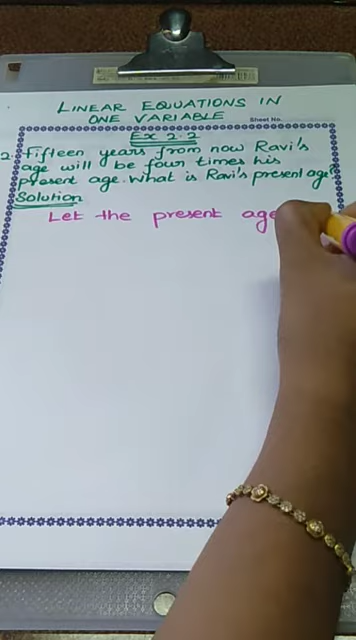 LINEAR EQUATIONS IN
ONE VARIABLE
Sheet No.
Ex 2.2
2. Fifteen years from now Ravi's
age will be four times his
present age. What is Ravi's present age?
Solution
Let the present age